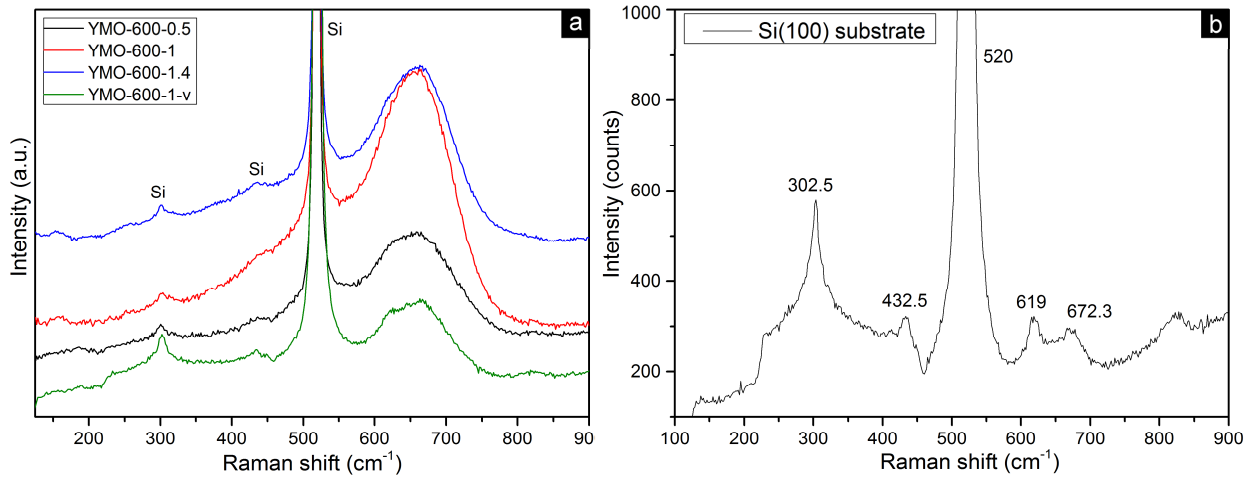 a
YMO-600-0.5
YMO-600-1
YMO-600-1.4
YMO-600-1-v
Si
Si
Si
Intensity (a.u.)
200 300 400 500 600 700 800 90
Raman shift (cm⁻¹)
b
Si(100) substrate
520
302.5
432.5
619
672.3
Intensity (counts)
1000
800
600
400
200
100 200 300 400 500 600 700 800 900
Raman shift (cm⁻¹)